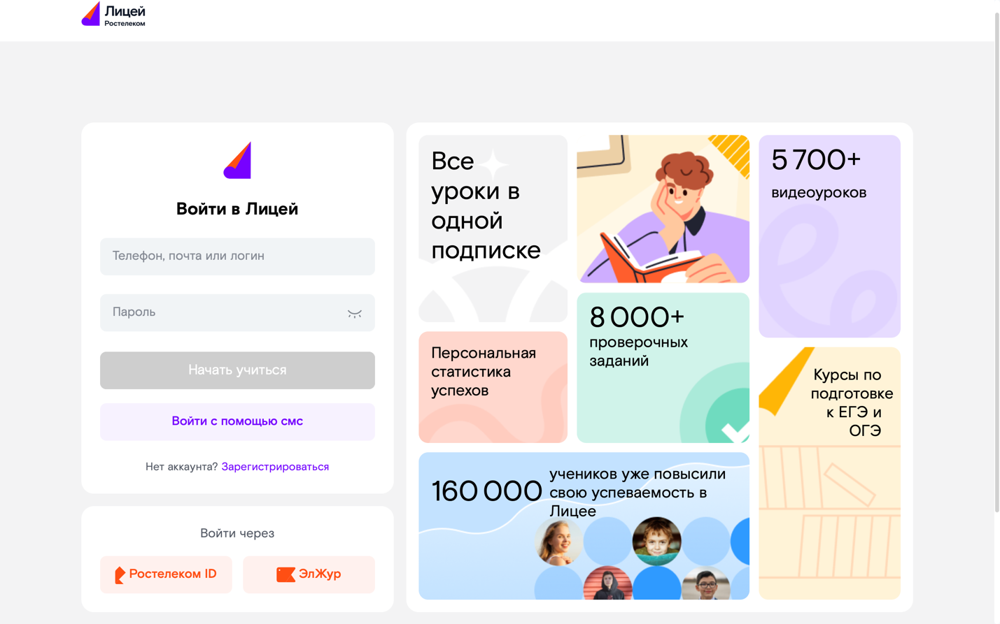 Лицей
Ростелеком
Войти в Лицей
Телефон, почта или логин
Пароль
Начать учиться
Войти с помощью смс
Нет аккаунта? Зарегистрироваться
Войти через
Ростелеком ID
ЭлЖур
Все
уроки в
одной
подписке
5 700+
видеоуроков
8 000+
проверочных
заданий
Персональная
статистика
успехов
Курсы по
подготовке
к ЕГЭ и
ОГЭ
160 000
учеников уже повысили
свою успеваемость в
Лицее